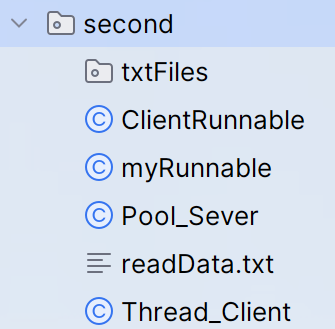 second
txtFiles
ClientRunnable
myRunnable
Pool_Sever
readData.txt
Thread_Client